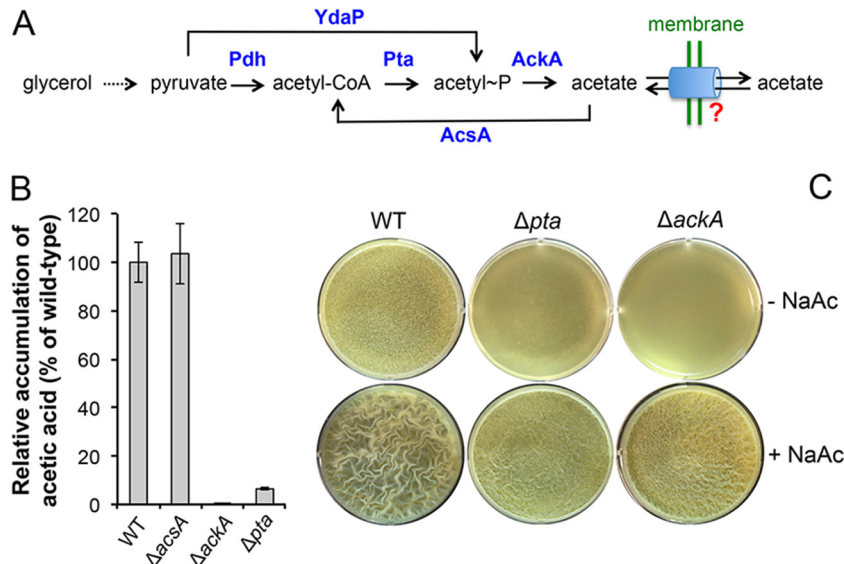 A
YdaP
membrane
Pdh
Pta
AckA
glycerol
pyruvate
acetyl-CoA
acetyl~P
acetate
acetate
?
AcsA
B
C
Relative accumulation of
acetic acid (% of wild-type)
120
100
80
60
40
20
0
WT
ΔacsA
ΔackA
Δpta
WT
Δpta
ΔackA
- NaAc
+ NaAc